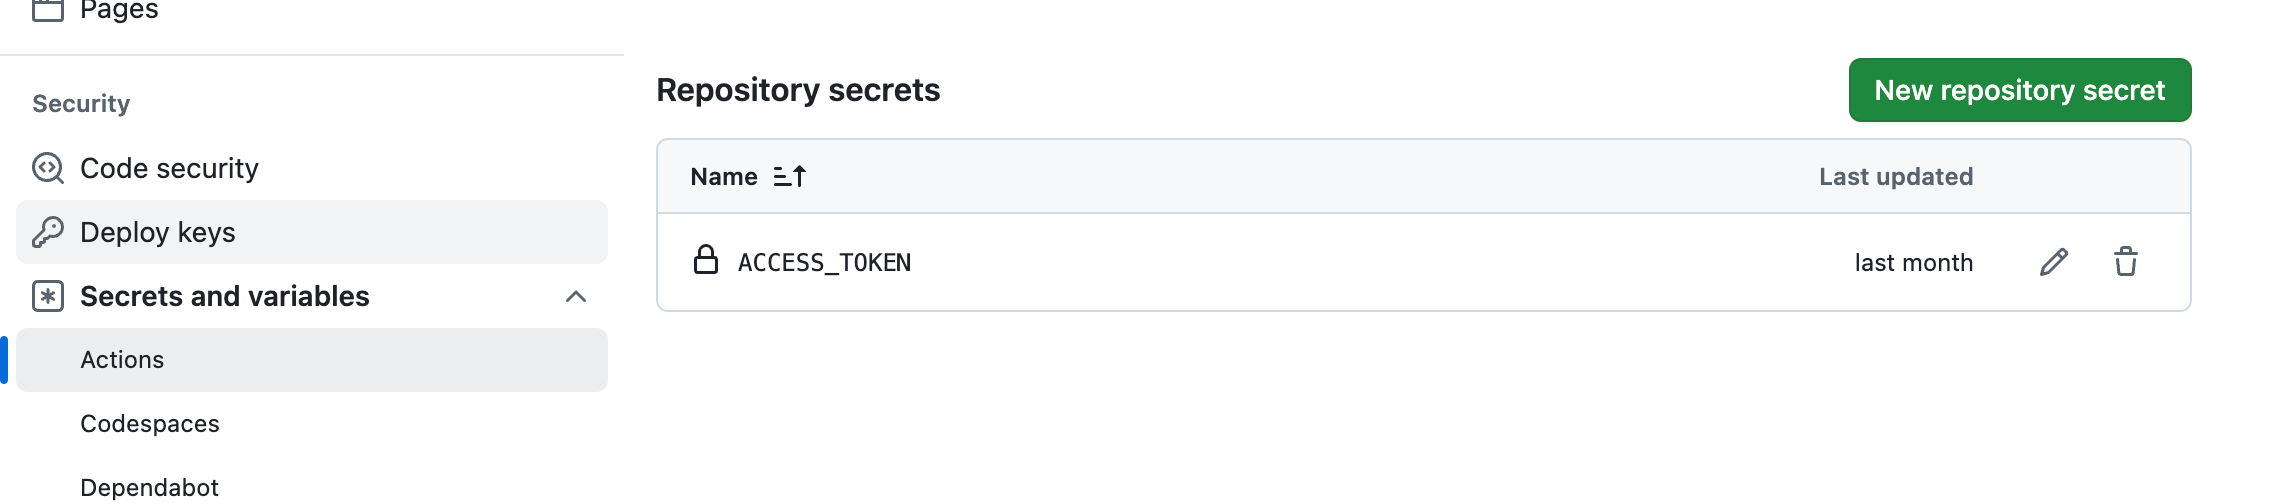 Pages
Security
Code security
Deploy keys
Secrets and variables
Actions
Codespaces
Dependabot
Repository secrets
New repository secret
Name
Last updated
ACCESS_TOKEN
last month